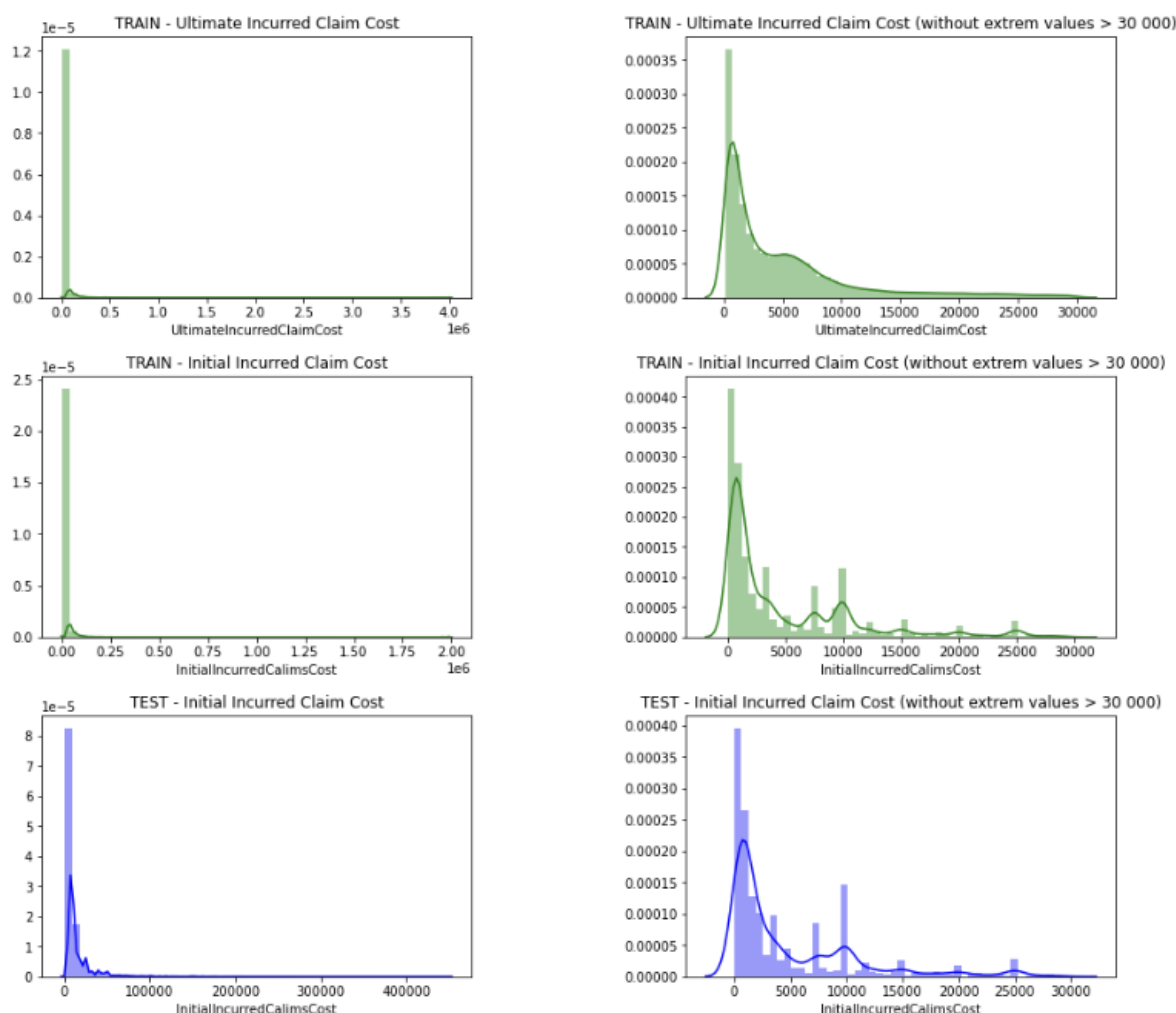 TRAIN - Ultimate Incurred Claim Cost
1e-5
1.2
1.0
0.8
0.6
0.4
0.2
0.0
0.0 0.5 1.0 1.5 2.0 2.5 3.0 3.5 4.0
1e6
UltimateIncurredClaimCost
TRAIN - Ultimate Incurred Claim Cost (without extrem values > 30 000)
0.00035
0.00030
0.00025
0.00020
0.00015
0.00010
0.00005
0.00000
0 5000 10000 15000 20000 25000 30000
UltimateIncurredClaimCost
TRAIN - Initial Incurred Claim Cost
1e-5
2.5
2.0
1.5
1.0
0.5
0.0
0.00 0.25 0.50 0.75 1.00 1.25 1.50 1.75 2.00
1e6
InitialIncurredCalimsCost
TRAIN - Initial Incurred Claim Cost (without extrem values > 30 000)
0.00040
0.00035
0.00030
0.00025
0.00020
0.00015
0.00010
0.00005
0.00000
0 5000 10000 15000 20000 25000 30000
InitialIncurredCalimsCost
TEST - Initial Incurred Claim Cost
1e-5
8
7
6
5
4
3
2
1
0
0 100000 200000 300000 400000
InitialIncurredCalimsCost
TEST - Initial Incurred Claim Cost (without extrem values > 30 000)
0.00040
0.00035
0.00030
0.00025
0.00020
0.00015
0.00010
0.00005
0.00000
0 5000 10000 15000 20000 25000 30000
InitialIncurredCalimsCost